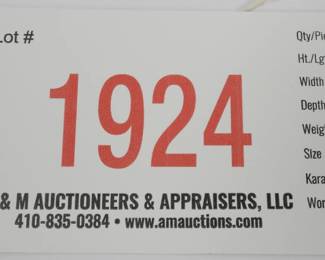 Lot #
1924
& M AUCTIONEERS & APPRAISERS, LLC
410-835-0384 • www.amauctions.com
Qty/Pie
Ht./Lgt
Width
Depth
Weig
Size
Kara
Wor